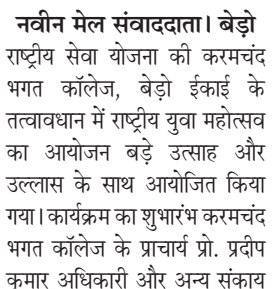 नवीन मेल संवाददाता। बेड़ो
राष्ट्रीय सेवा योजना की करमचंद
भगत कॉलेज, बेड़ो ईकाई के
तत्वावधान में राष्ट्रीय युवा महोत्सव
का आयोजन बड़े उत्साह और
उल्लास के साथ आयोजित किया
गया। कार्यक्रम का शुभारंभ करमचंद
भगत कॉलेज के प्राचार्य प्रो. प्रदीप
कुमार अधिकारी और अन्य संकाय